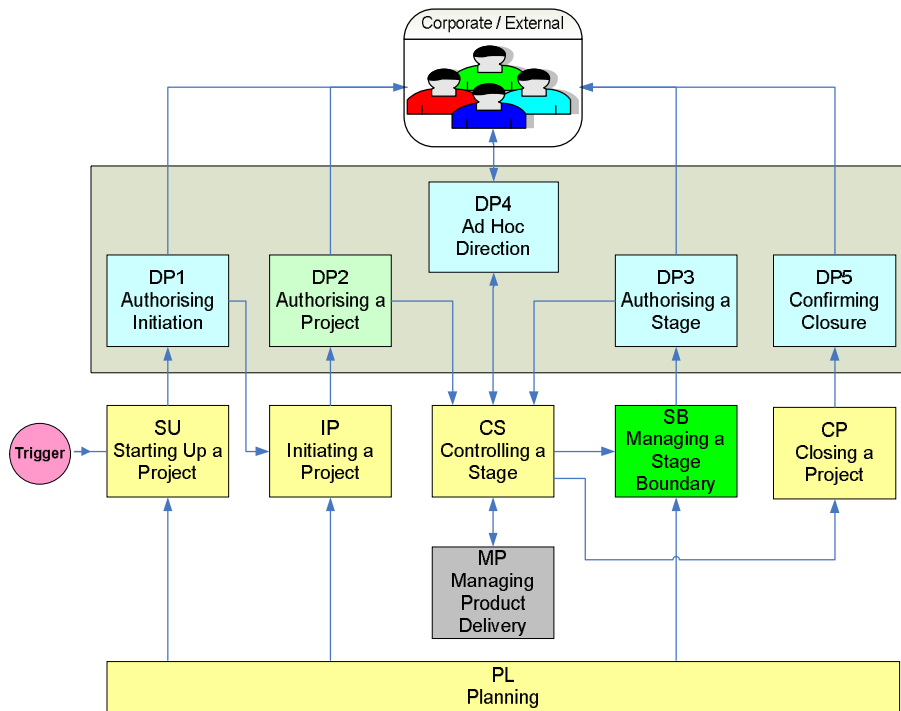 Corporate / External
DP4
Ad Hoc
Direction
DP1
Authorising
Initiation
DP2
Authorising a
Project
DP3
Authorising a
Stage
DP5
Confirming
Closure
Trigger
SU
Starting Up a
Project
IP
Initiating a
Project
CS
Controlling a
Stage
SB
Managing a
Stage
Boundary
CP
Closing a
Project
MP
Managing
Product
Delivery
PL
Planning